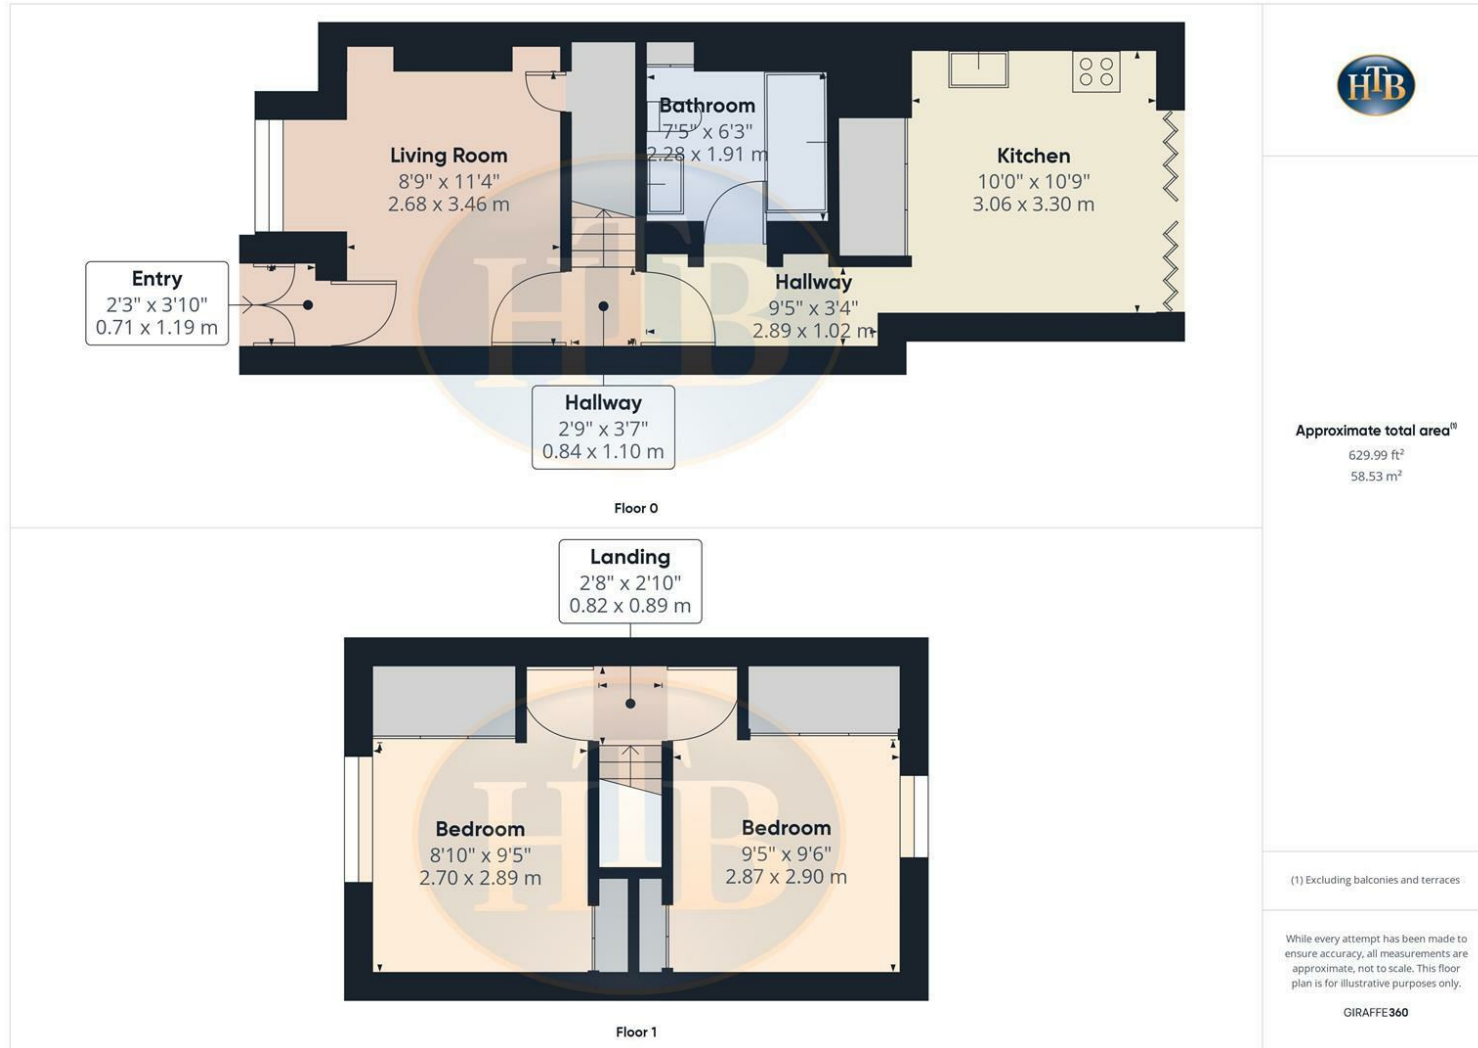 HTB
Bathroom
7'5" x 6'3"
2.28 x 1.91 m
Living Room
8'9" x 11'4"
2.68 x 3.46 m
Kitchen
10'0" x 10'9"
3.06 x 3.30 m
Entry
2'3" x 3'10"
0.71 x 1.19 m
Hallway
9'5" x 3'4"
2.89 x 1.02 m
Hallway
2'9" x 3'7"
0.84 x 1.10 m
HTB
Floor 0
Approximate total area(1)
629.99 ft²
58.53 m²
Landing
2'8" x 2'10"
0.82 x 0.89 m
Bedroom
8'10" x 9'5"
2.70 x 2.89 m
Bedroom
9'5" x 9'6"
2.87 x 2.90 m
HTB
Floor 1
(1) Excluding balconies and terraces
While every attempt has been made to
ensure accuracy, all measurements are
approximate, not to scale. This floor
plan is for illustrative purposes only.
GIRAFFE360